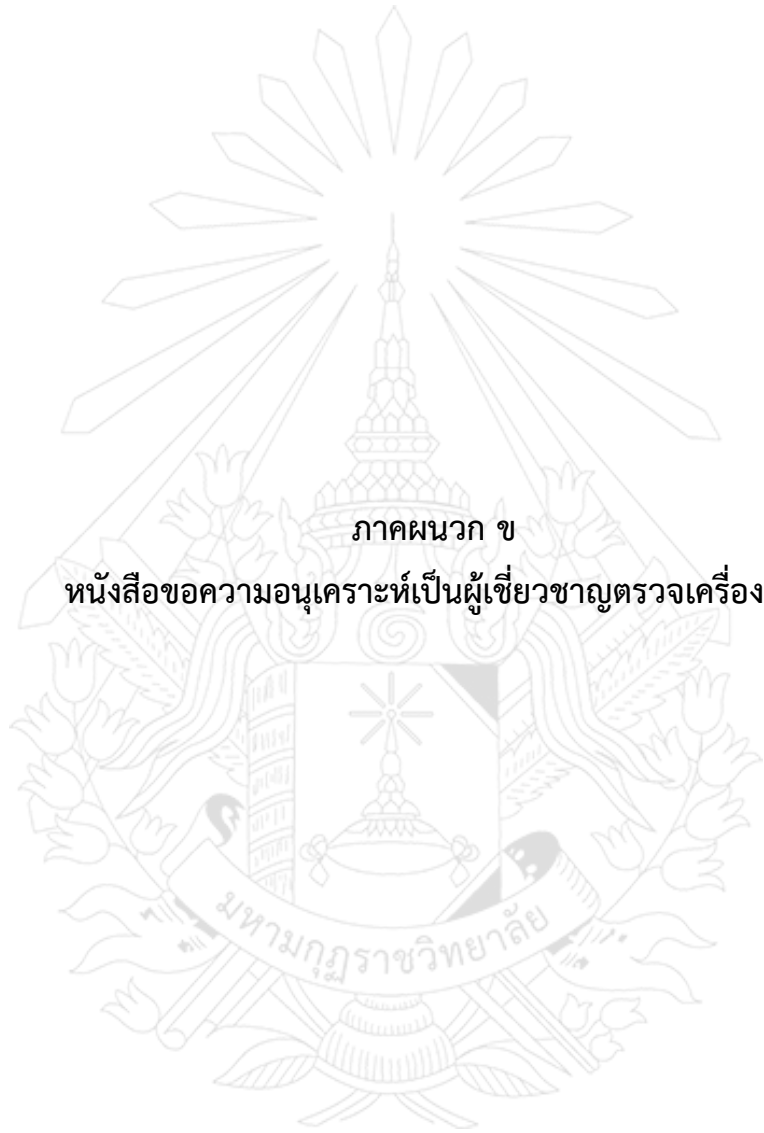 ภาคผนวก ข
หนังสือขอความอนุเคราะห์เป็นผู้เชี่ยวชาญตรวจเครื่อง
มหามกุฏราชวิทยาลัย